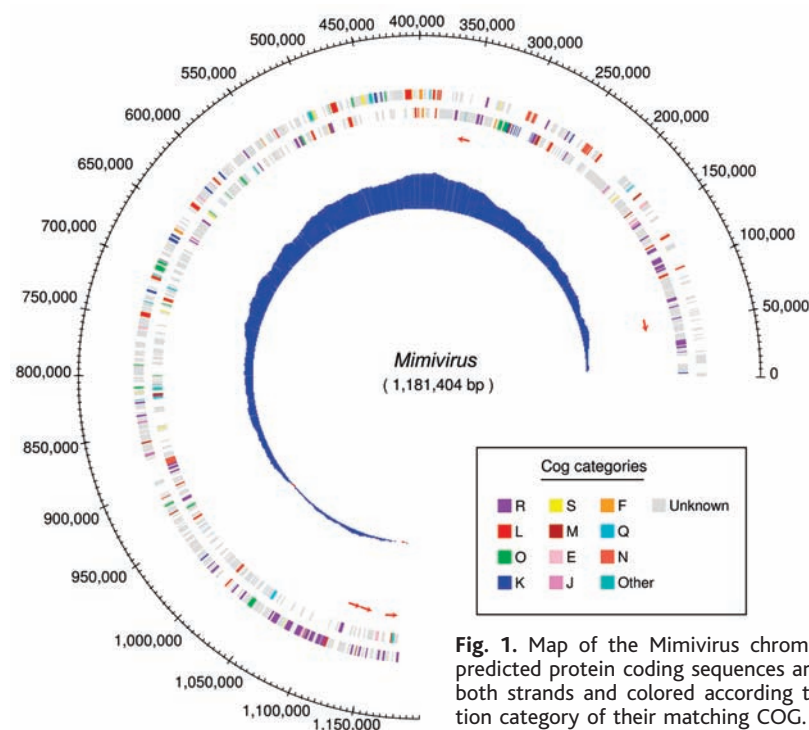 400,000
450,000
350,000
500,000
300,000
550,000
250,000
600,000
200,000
650,000
150,000
700,000
100,000
750,000
50,000
800,000
0
850,000
900,000
950,000
1,000,000
1,050,000
1,100,000
1,150,000
Mimivirus
( 1,181,404 bp )
Cog categories
R S F Unknown
L M Q
O E N
K J Other
Fig. 1. Map of the Mimivirus chrom
predicted protein coding sequences ar
both strands and colored according t
tion category of their matching COG.